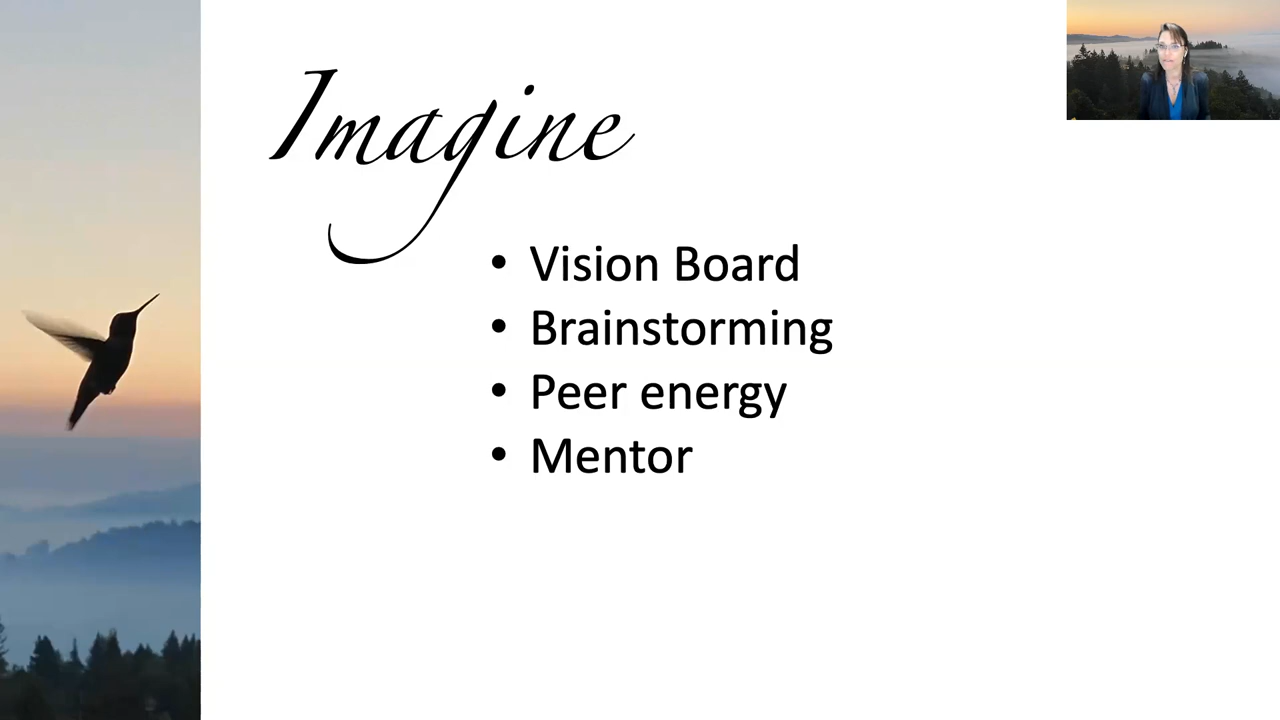 Imagine
• Vision Board
• Brainstorming
• Peer energy
• Mentor